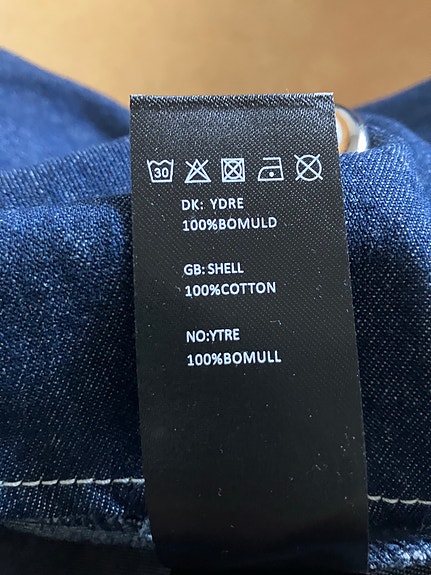 30
DK: YDRE
100%BOMULD
GB: SHELL
100%COTTON
NO:YTRE
100%BOMULL